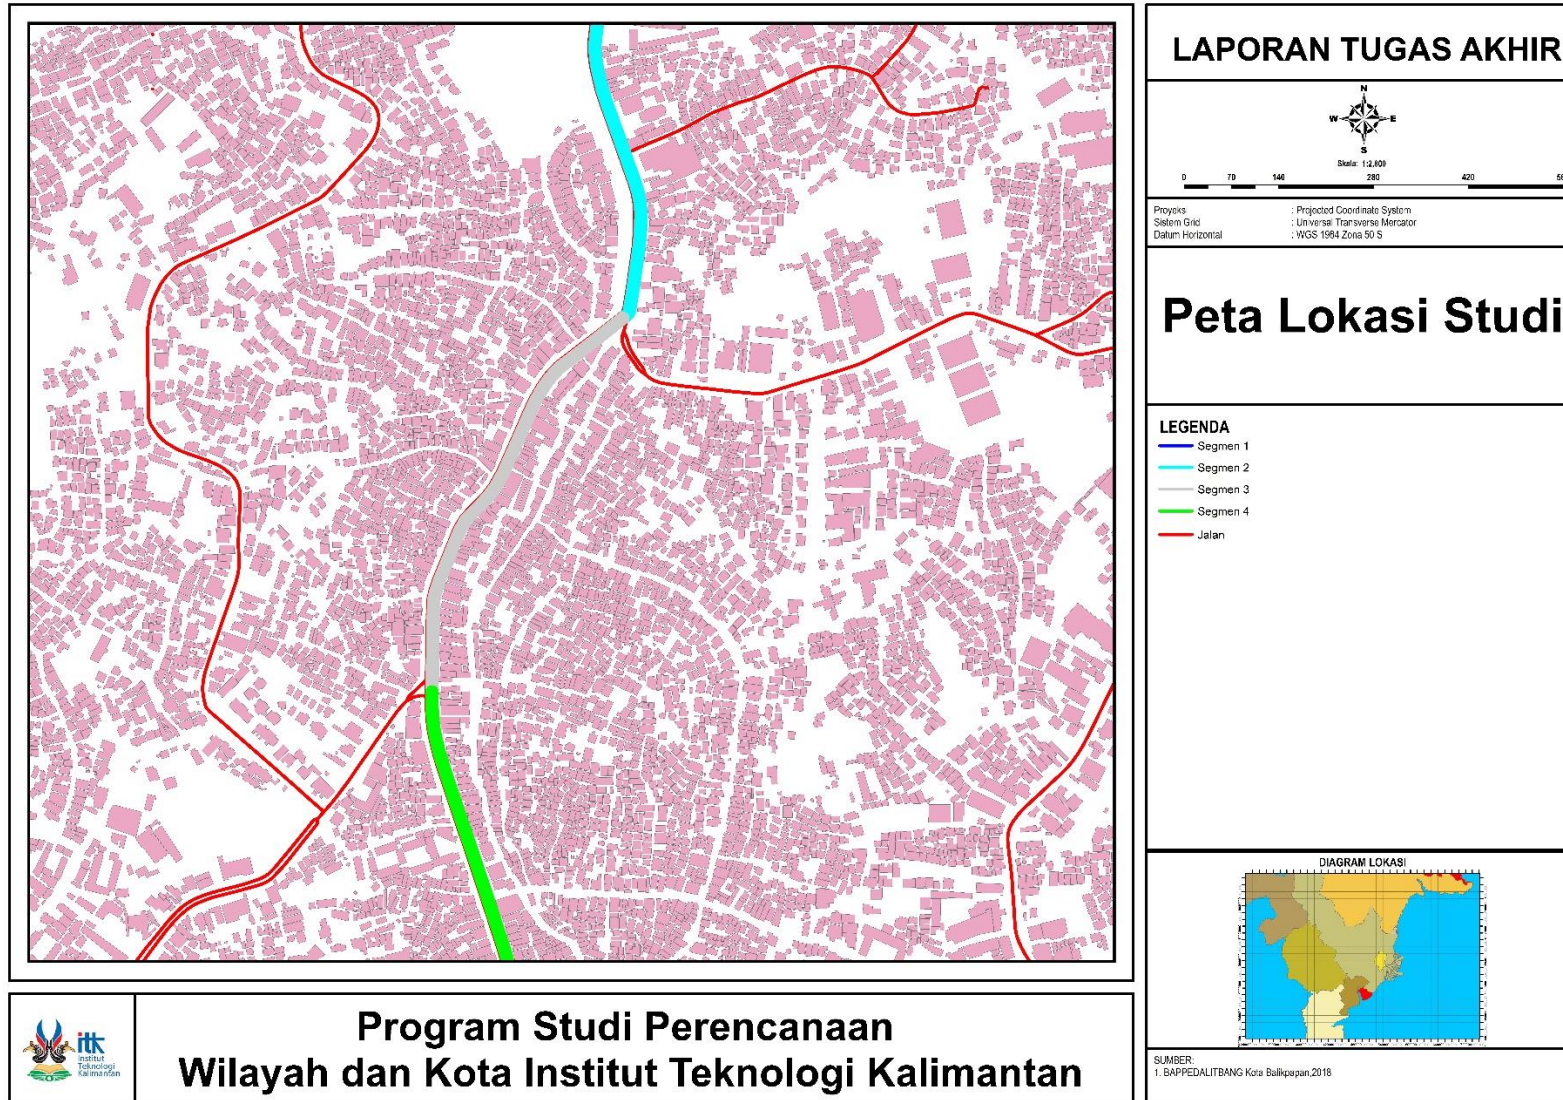 LAPORAN TUGAS AKHIR
N
W
E
S
Skala: 1:2,800
0 70 140 280 420 56
Proyeksi : Projected Coordinate System
Sistem Grid : Universal Transverse Mercator
Datum Horizontal : WGS 1984 Zona 50 S
Peta Lokasi Studi
LEGENDA
Segmen 1
Segmen 2
Segmen 3
Segmen 4
Jalan
DIAGRAM LOKASI
SUMBER:
1. BAPPEDALITBANG Kota Balikpapan,2018
itk
Institut
Teknologi
Kalimantan
Program Studi Perencanaan
Wilayah dan Kota Institut Teknologi Kalimantan